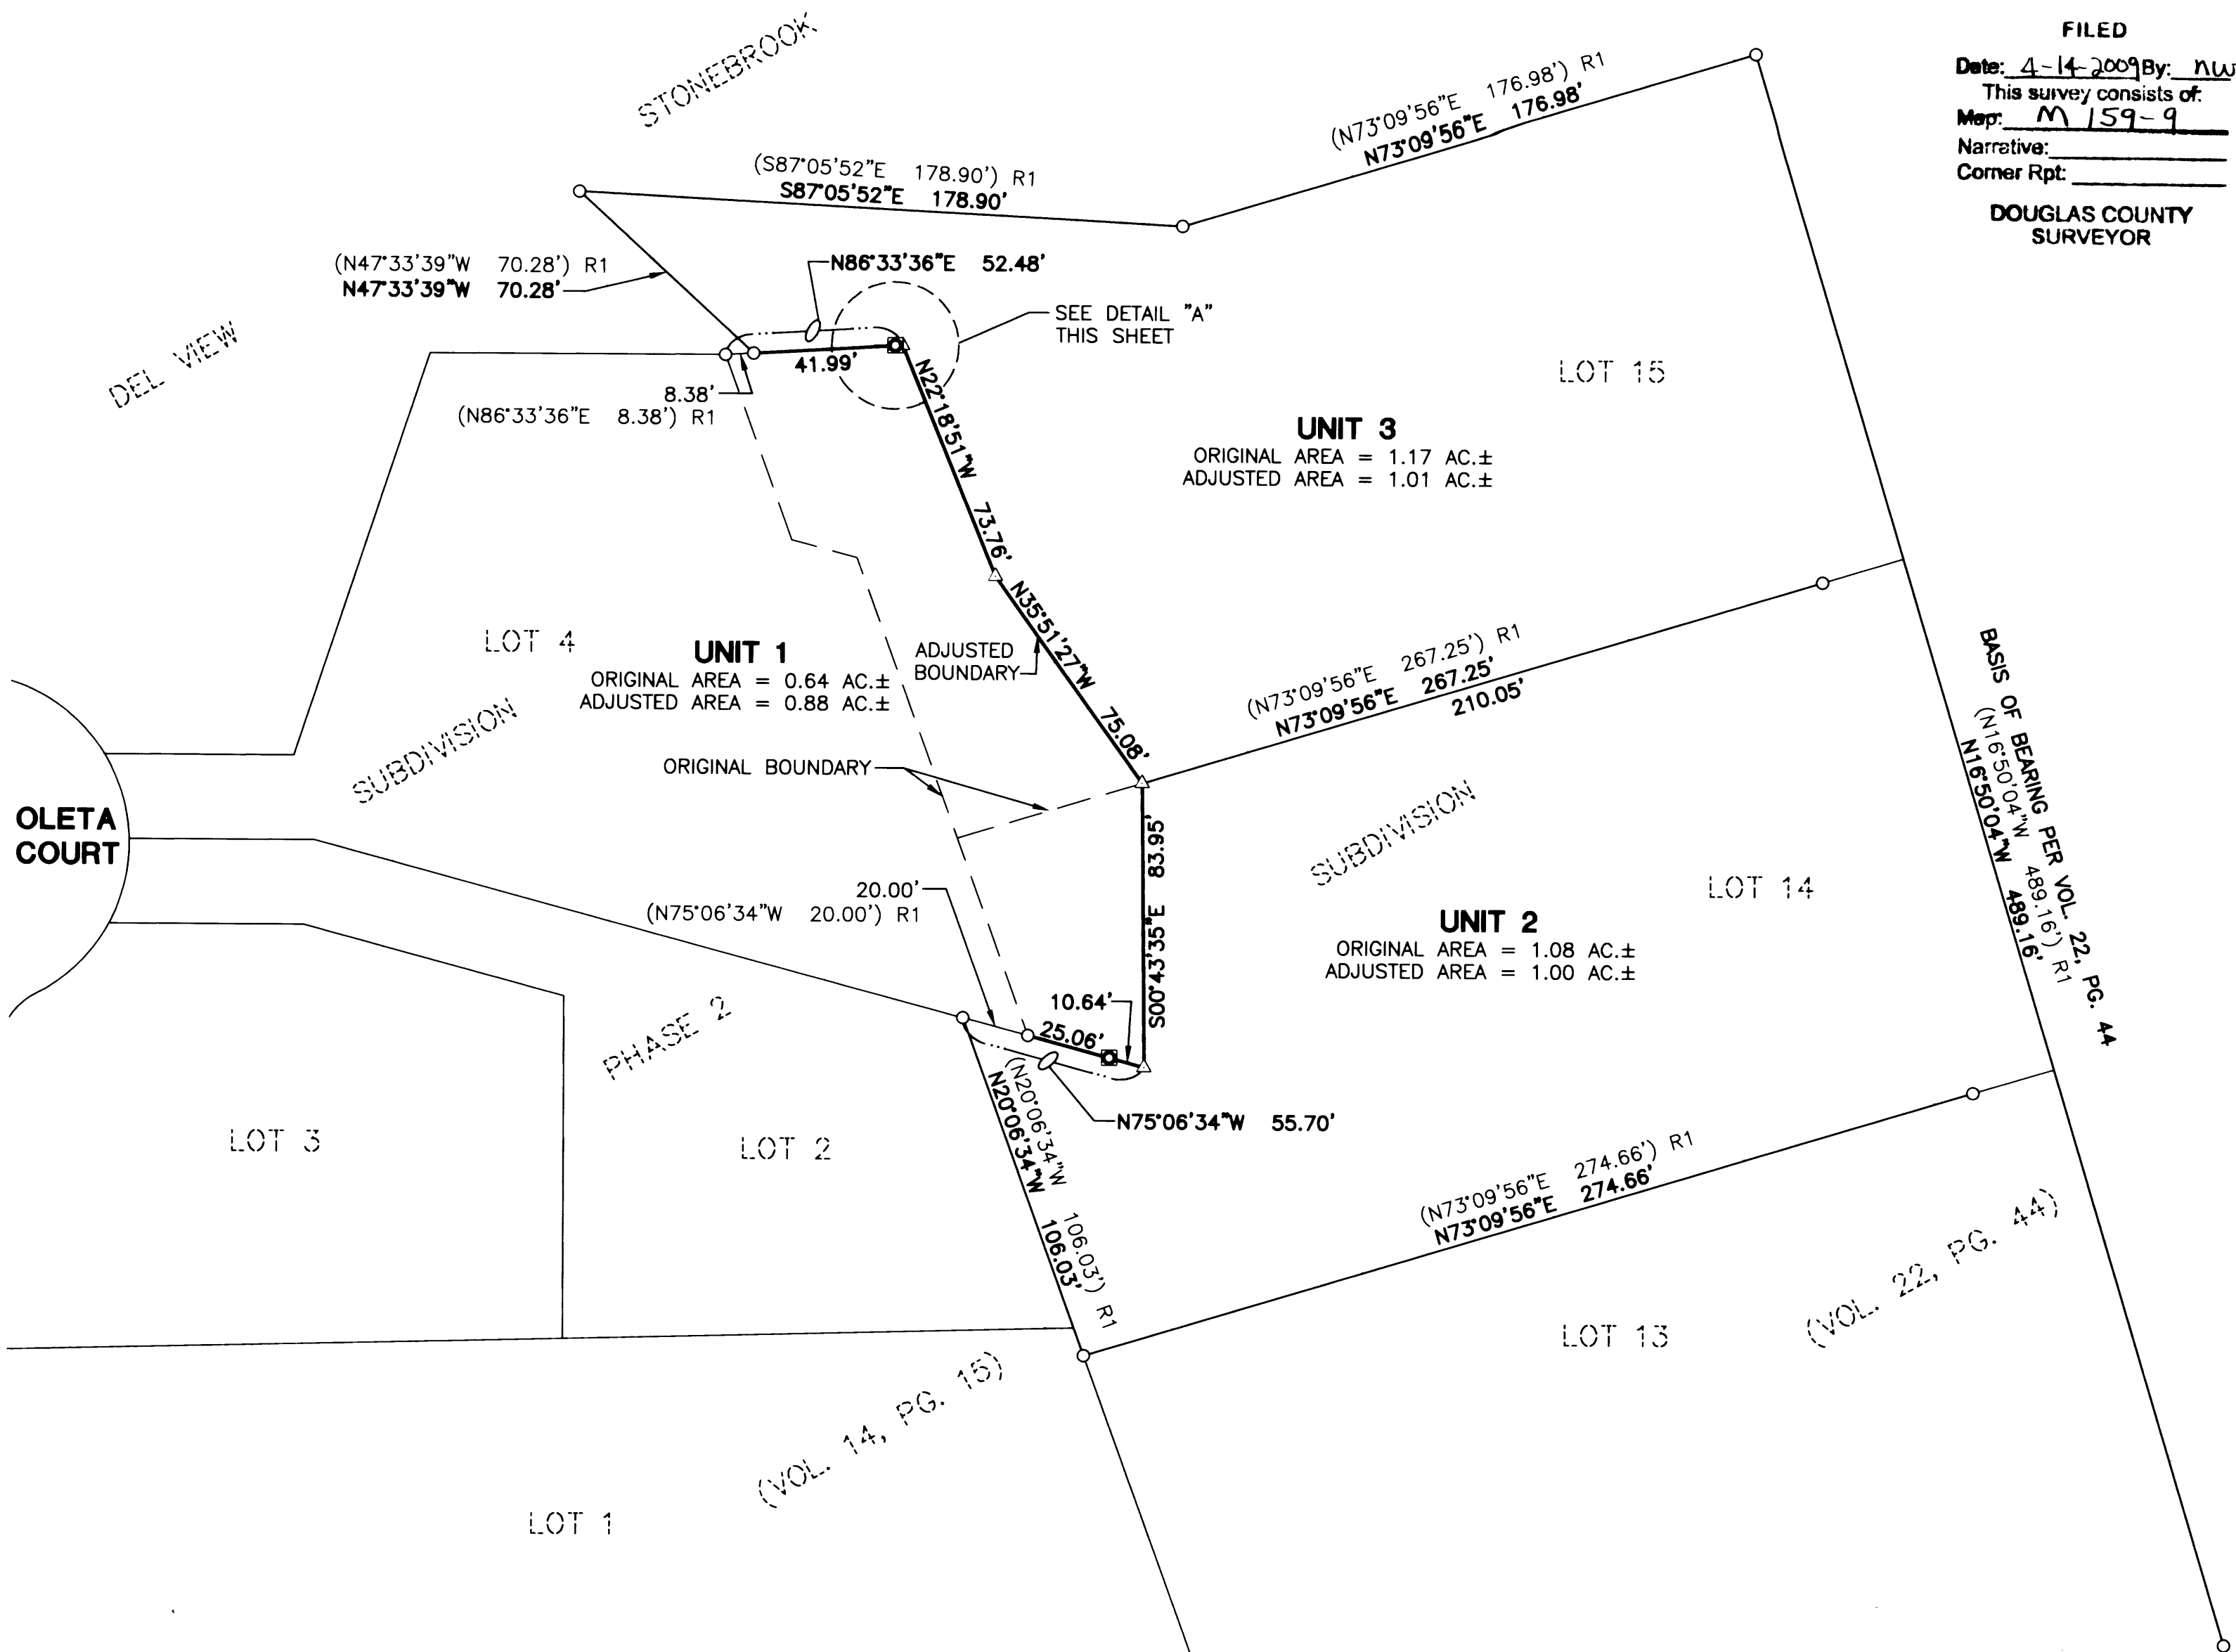 FILED
Date: 4-14-2009 By: nw
This survey consists of:
Map: M 159-9
Narrative:
Corner Rpt:
DOUGLAS COUNTY
SURVEYOR
STONEBROOK
(N73°09'56"E 176.98') R1
N73°09'56"E 176.98'
(S87°05'52"E 178.90') R1
S87°05'52"E 178.90'
(N47°33'39"W 70.28') R1
N47°33'39"W 70.28'
N86°33'36"E 52.48'
SEE DETAIL "A"
THIS SHEET
DEL VIEW
41.99'
8.38'
(N86°33'36"E 8.38') R1
N22°18'51"W 73.76'
LOT 15
UNIT 3
ORIGINAL AREA = 1.17 AC.±
ADJUSTED AREA = 1.01 AC.±
LOT 4
UNIT 1
ORIGINAL AREA = 0.64 AC.±
ADJUSTED AREA = 0.88 AC.±
ADJUSTED
BOUNDARY
N35°51'27"W 75.08'
(N73°09'56"E 267.25') R1
N73°09'56"E 267.25'
210.05'
BASIS OF BEARING PER VOL. 22, PG. 44
(N16°50'04"W 489.16') R1
N16°50'04"W 489.16'
SUBDIVISION
ORIGINAL BOUNDARY
OLETA
COURT
SUBDIVISION
S00°43'35"E 83.95'
20.00'
(N75°06'34"W 20.00') R1
LOT 14
UNIT 2
ORIGINAL AREA = 1.08 AC.±
ADJUSTED AREA = 1.00 AC.±
10.64'
25.06'
PHASE 2
N75°06'34"W 55.70'
(N20°06'34"W 106.03') R1
N20°06'34"W 106.03'
LOT 3
LOT 2
(N73°09'56"E 274.66') R1
N73°09'56"E 274.66'
(VOL. 22, PG. 44)
LOT 13
(VOL. 14, PG. 15)
LOT 1